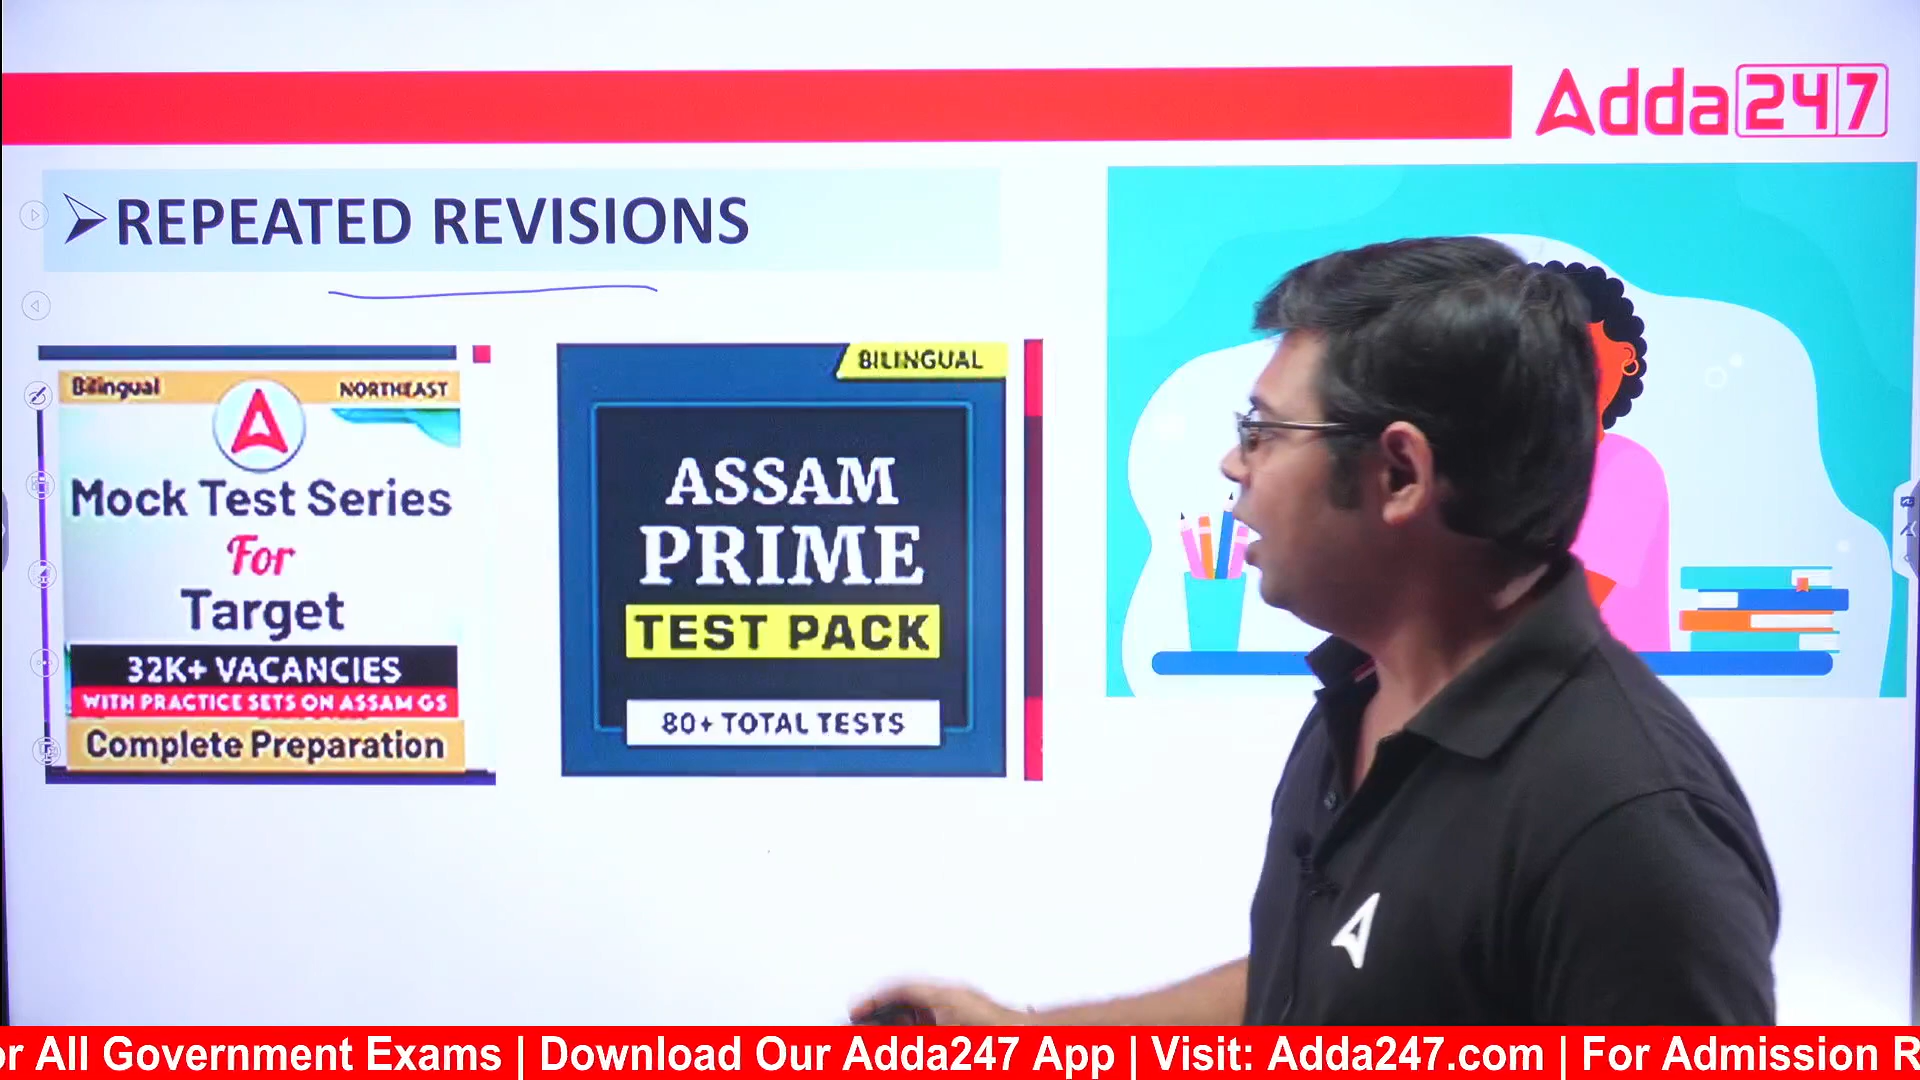 Adda247
REPEATED REVISIONS
Bilingual
NORTHEAST
Mock Test Series
For
Target
32K+ VACANCIES
WITH PRACTICE SETS ON ASSAM GS
Complete Preparation
BILINGUAL
ASSAM
PRIME
TEST PACK
80+ TOTAL TESTS
or All Government Exams | Download Our Adda247 App | Visit: Adda247.com | For Admission R